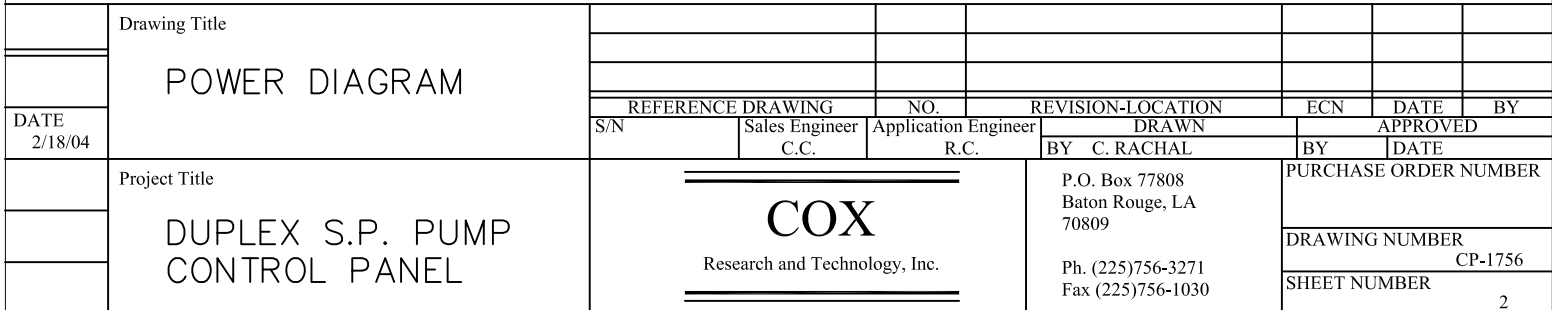 Drawing Title
POWER DIAGRAM
REFERENCE DRAWING NO. REVISION-LOCATION ECN DATE BY
DATE
2/18/04
S/N Sales Engineer Application Engineer DRAWN APPROVED
C.C. R.C. BY C. RACHAL BY DATE
Project Title
DUPLEX S.P. PUMP
CONTROL PANEL
COX
Research and Technology, Inc.
P.O. Box 77808
Baton Rouge, LA
70809
Ph. (225)756-3271
Fax (225)756-1030
PURCHASE ORDER NUMBER
DRAWING NUMBER
CP-1756
SHEET NUMBER
2